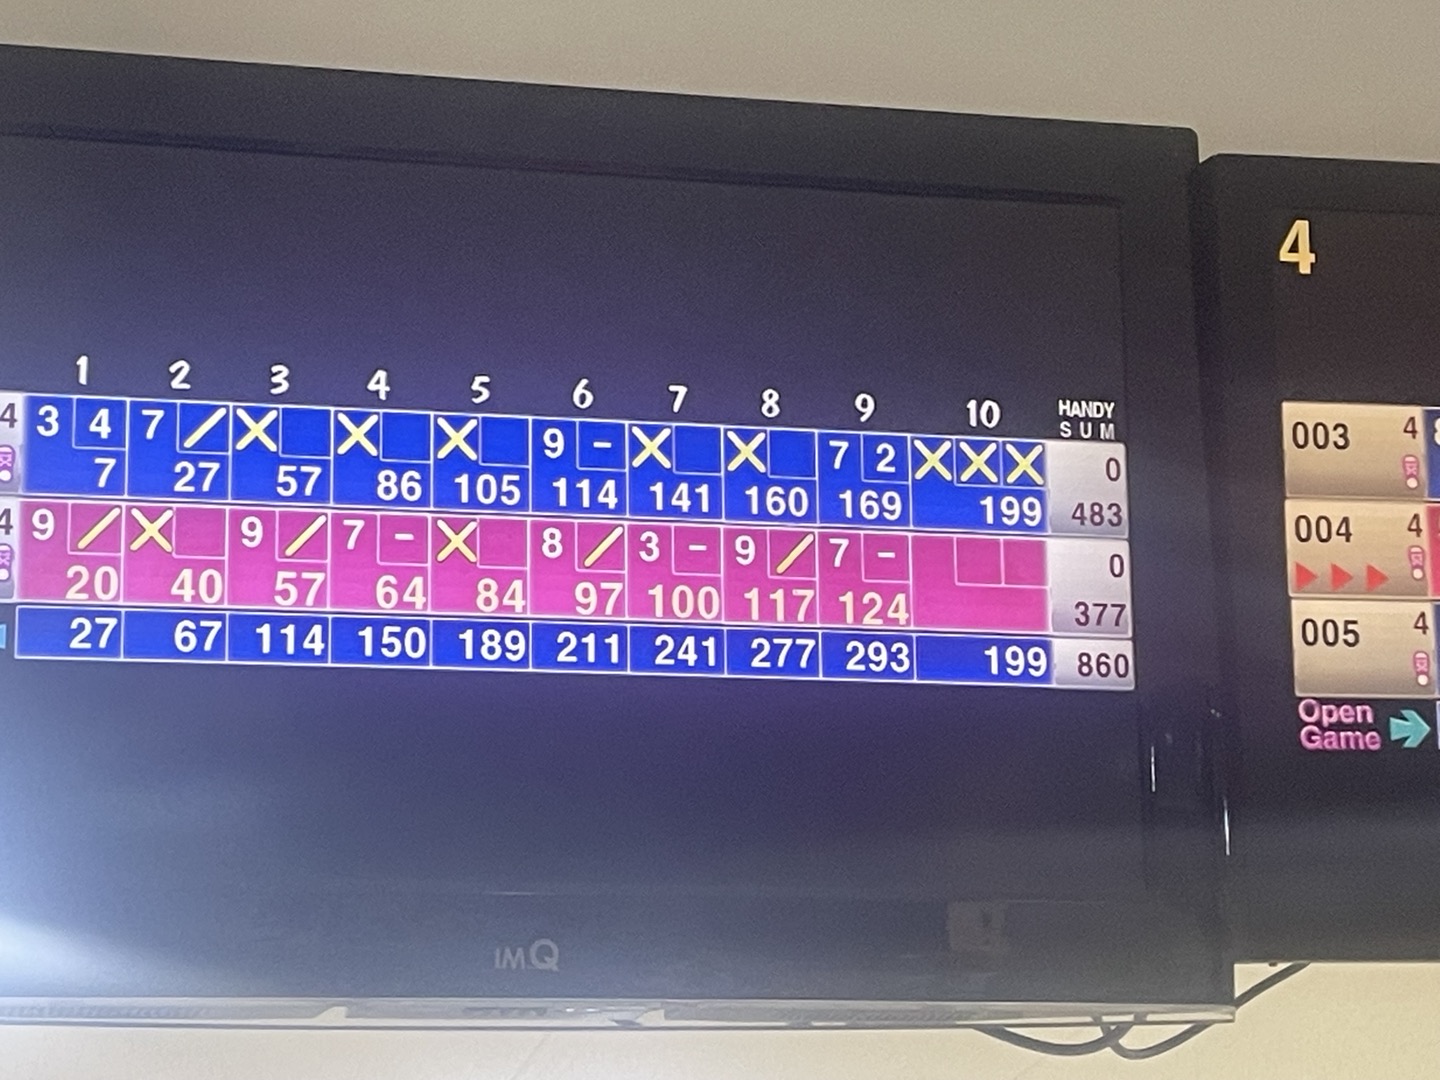 4
1 2 3 4 5 6 7 8 9 10 HANDY
SUM
4 3 4 7 / X X X 9 - X X 7 2 X X X 0
7 27 57 86 105 114 141 160 169 199 483
4 9 / X 9 / 7 - X 8 / 3 - 9 / 7 - 0
20 40 57 64 84 97 100 117 124 377
27 67 114 150 189 211 241 277 293 199 860
003 4
004 4
005 4
Open
Game
IMQ